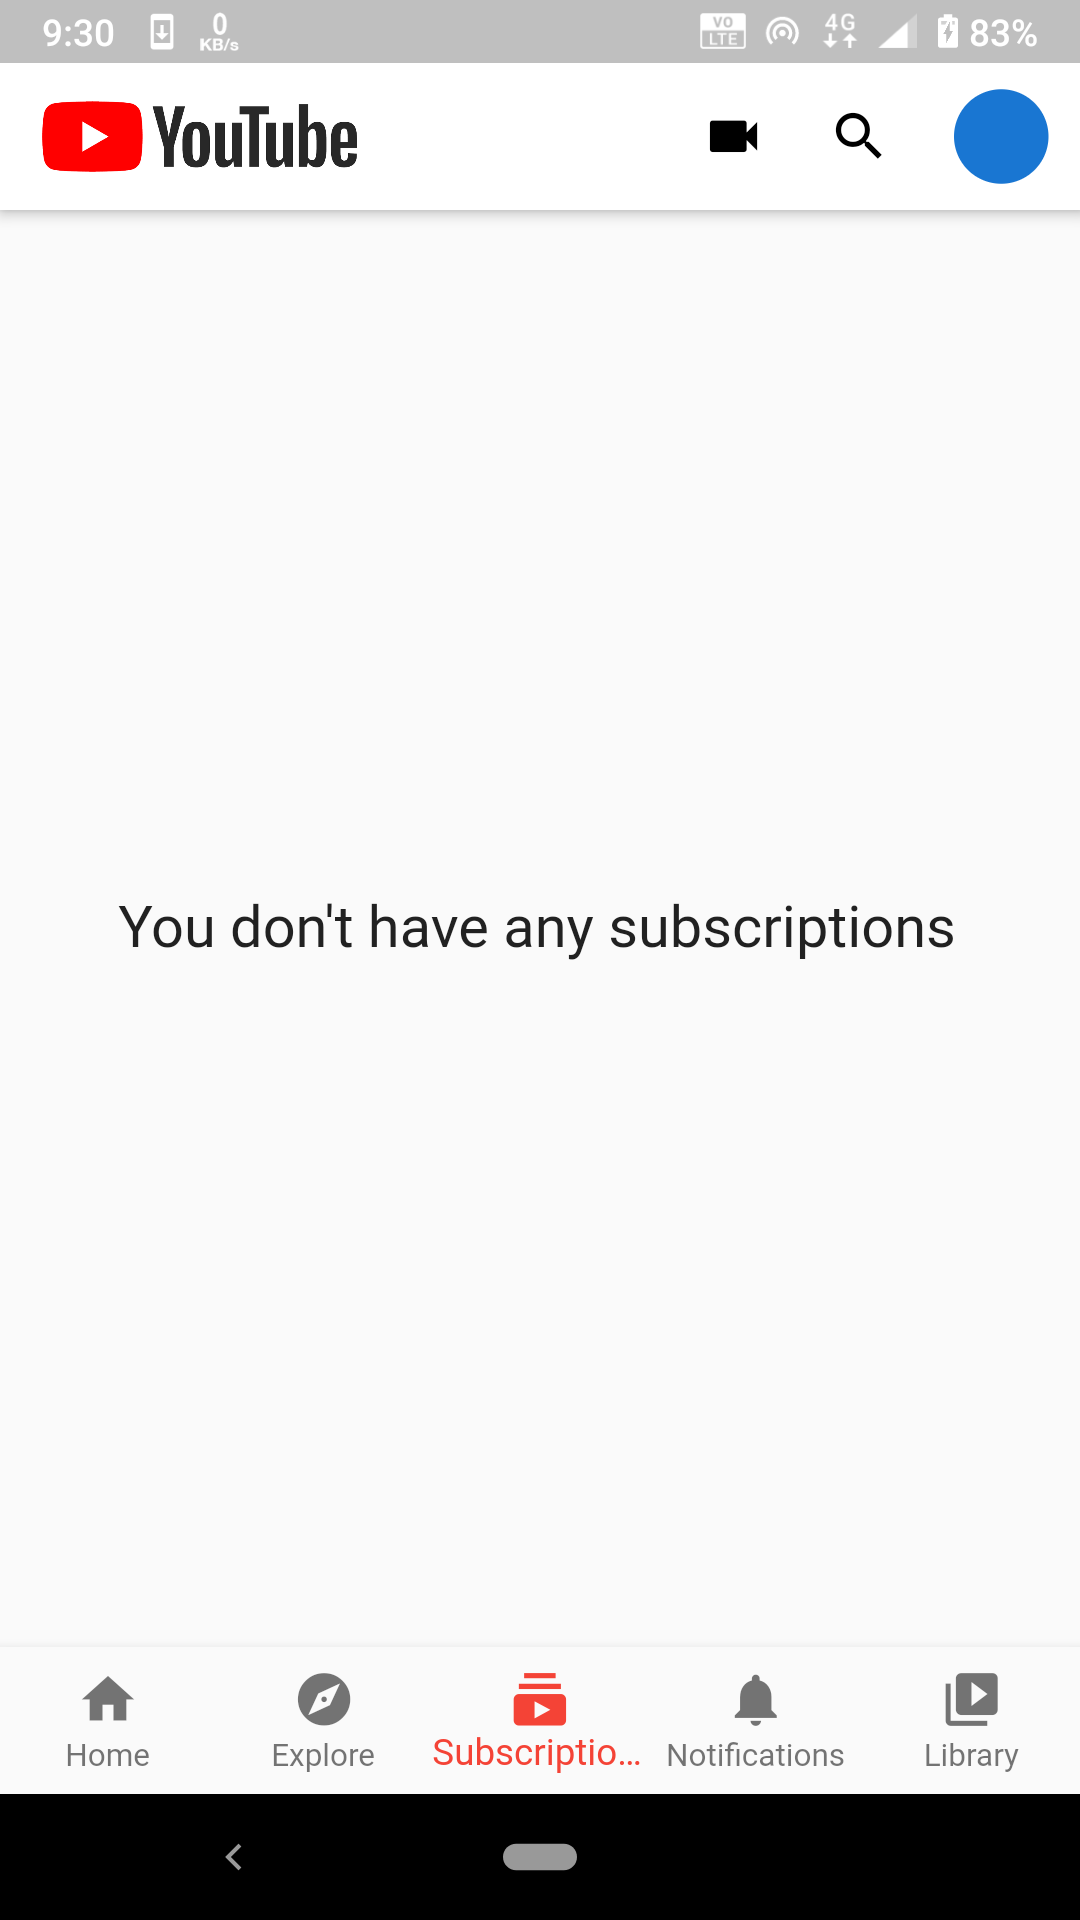 9:30 0 KB/s VO LTE 4G 83%
YouTube
You don't have any subscriptions
Home Explore Subscriptio... Notifications Library